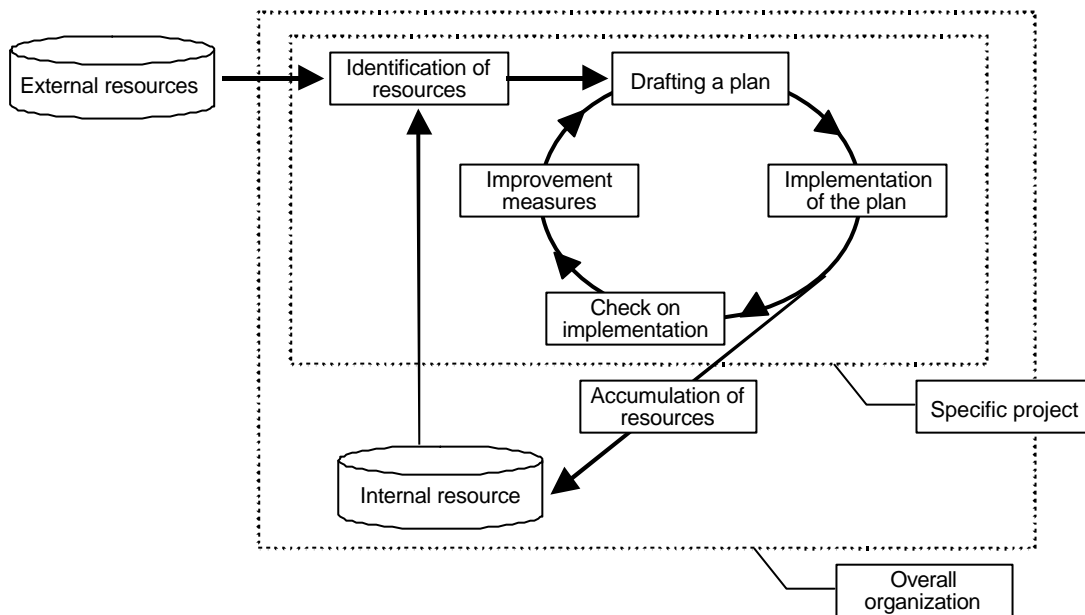 External resources
Identification of
resources
Drafting a plan
Improvement
measures
Implementation
of the plan
Check on
implementation
Accumulation of
resources
Specific project
Internal resource
Overall
organization